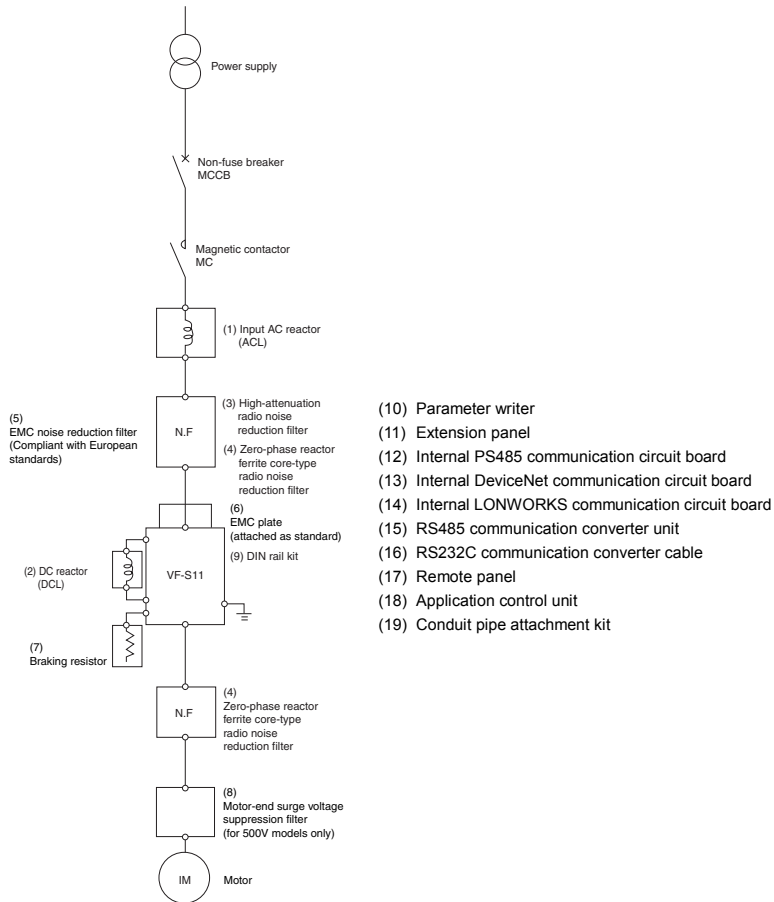 Power supply
Non-fuse breaker
MCCB
Magnetic contactor
MC
(1) Input AC reactor
(ACL)
(5)
EMC noise reduction filter
(Compliant with European
standards)
N.F
(3) High-attenuation
radio noise
reduction filter
(4) Zero-phase reactor
ferrite core-type
radio noise
reduction filter
(6)
EMC plate
(attached as standard)
(9) DIN rail kit
(2) DC reactor
(DCL)
VF-S11
(7)
Braking resistor
N.F
(4)
Zero-phase reactor
ferrite core-type
radio noise
reduction filter
(8)
Motor-end surge voltage
suppression filter
(for 500V models only)
IM
Motor
(10) Parameter writer
(11) Extension panel
(12) Internal PS485 communication circuit board
(13) Internal DeviceNet communication circuit board
(14) Internal LONWORKS communication circuit board
(15) RS485 communication converter unit
(16) RS232C communication converter cable
(17) Remote panel
(18) Application control unit
(19) Conduit pipe attachment kit